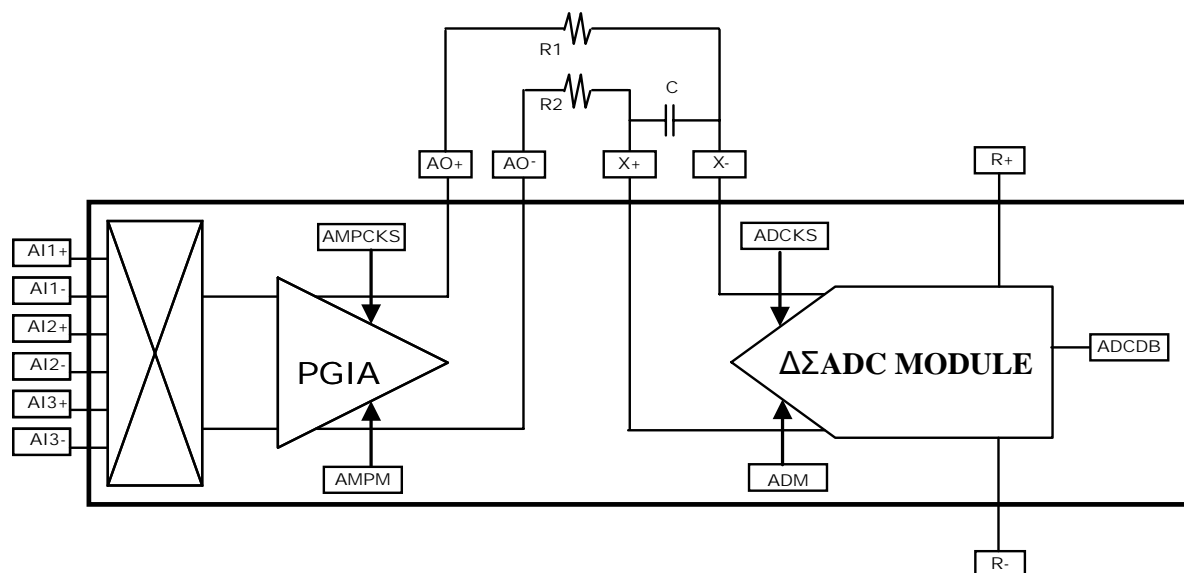 R1
R2
C
AO+
AO-
X+
X-
R+
AMPCKS
ADCKS
AI1+
AI1-
AI2+
AI2-
AI3+
AI3-
PGIA
ΔΣADC MODULE
ADCDB
AMPM
ADM
R-